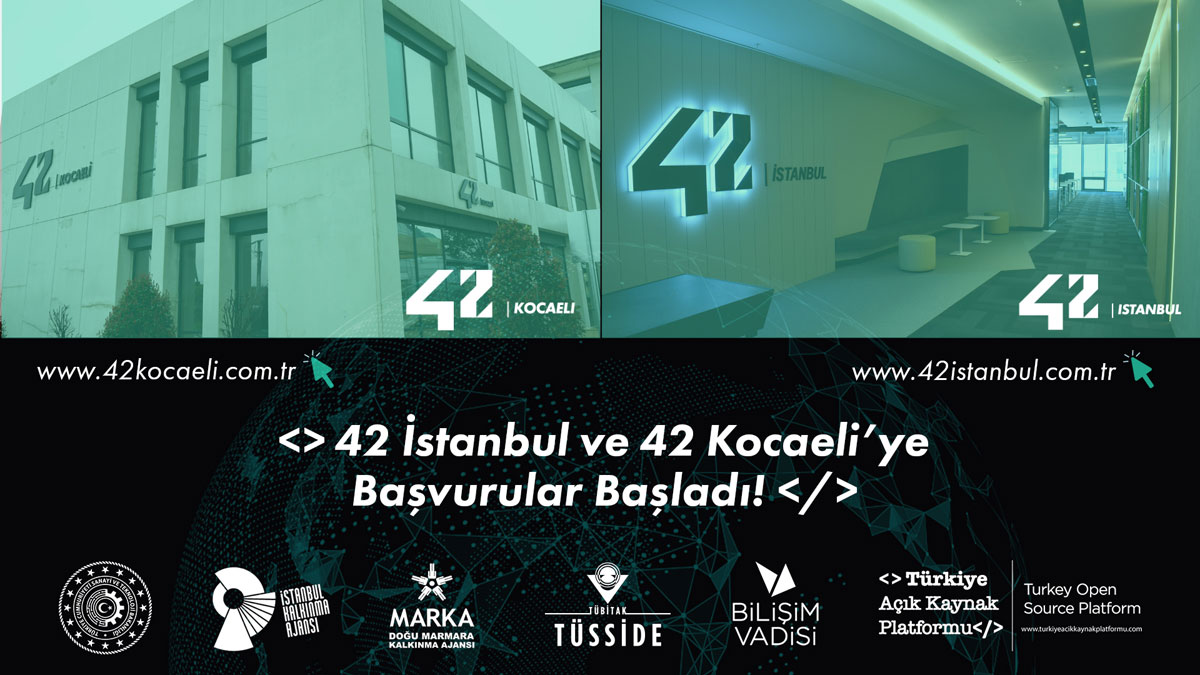 42 | KOCAELİ
42
42 | KOCAELI
42 | İSTANBUL
42 | ISTANBUL
www.42kocaeli.com.tr
www.42istanbul.com.tr
<> 42 İstanbul ve 42 Kocaeli'ye
Başvurular Başladı! </>
TÜRKİYE CUMHURİYETİ SANAYİ VE TEKNOLOJİ BAKANLIĞI
İSTANBUL
KALKINMA
AJANSI
MARKA
DOĞU MARMARA
KALKINMA AJANSI
TÜBİTAK
TÜSSİDE
BİLİŞİM
VADİSİ
<> Türkiye
Açık Kaynak
Platformu</>
Turkey Open
Source Platform
www.turkiyeacikkaynakplatformu.com